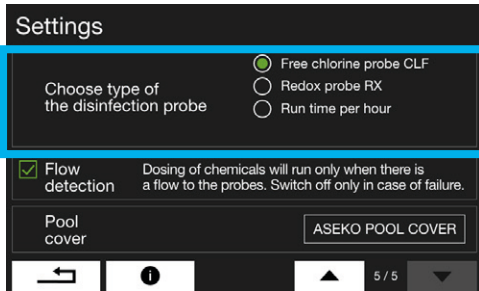 Settings
Choose type of
the disinfection probe
Free chlorine probe CLF
Redox probe RX
Run time per hour
Flow
detection
Dosing of chemicals will run only when there is
a flow to the probes. Switch off only in case of failure.
Pool
cover
ASEKO POOL COVER
5/5